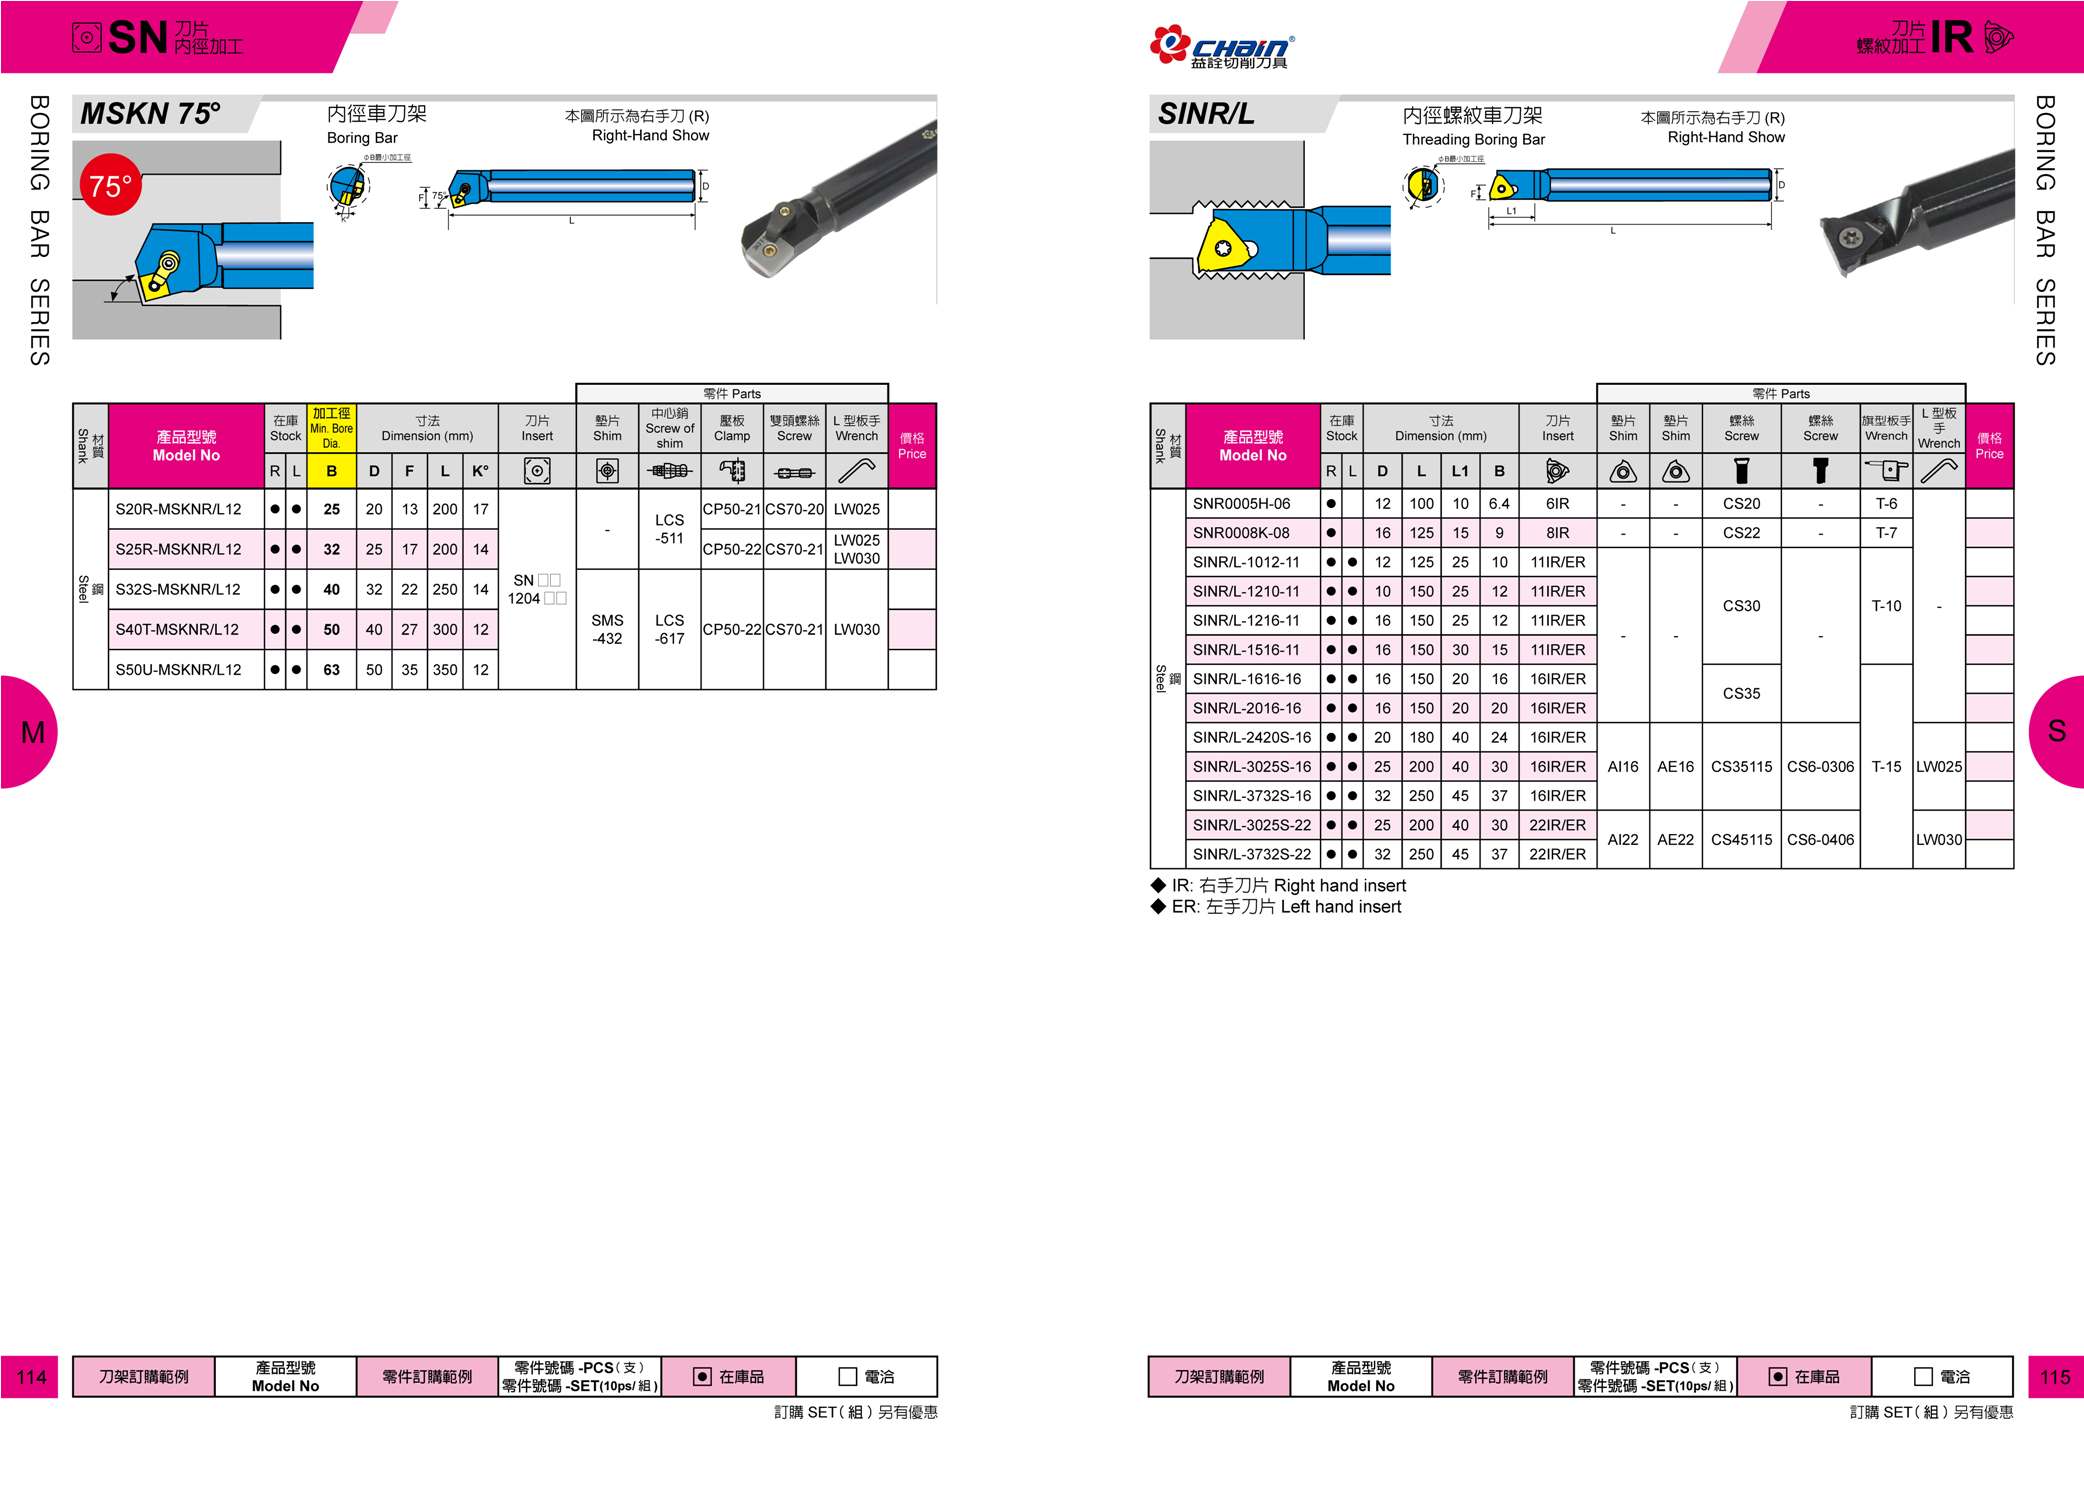 SN 刀片
內徑加工
BORING BAR SERIES
MSKN 75°
內徑車刀架
Boring Bar
本圖所示為右手刀 (R)
Right-Hand Show
75°
φB最小加工徑
K°
F
75°
D
L
零件 Parts
材質 Shank
產品型號
Model No
在庫
Stock
加工徑
Min. Bore
Dia.
寸法
Dimension (mm)
刀片
Insert
墊片
Shim
中心銷
Screw of
shim
壓板
Clamp
雙頭螺絲
Screw
L 型板手
Wrench
價格
Price
R L B D F L K°
鋼 Steel
S20R-MSKNR/L12 ● ● 25 20 13 200 17 CP50-21 CS70-20 LW025
S25R-MSKNR/L12 ● ● 32 25 17 200 14 - LCS
-511 CP50-22 CS70-21 LW025
LW030
S32S-MSKNR/L12 ● ● 40 32 22 250 14 SN □□
1204 □□
S40T-MSKNR/L12 ● ● 50 40 27 300 12 SMS
-432 LCS
-617 CP50-22 CS70-21 LW030
S50U-MSKNR/L12 ● ● 63 50 35 350 12
M
114
刀架訂購範例
產品型號
Model No
零件訂購範例
零件號碼 -PCS（支）
零件號碼 -SET(10ps/ 組)
在庫品
電洽
訂購 SET（組）另有優惠
CHAIN®
益詮切削刀具
刀片
螺紋加工 IR
BORING BAR SERIES
SINR/L
內徑螺紋車刀架
Threading Boring Bar
本圖所示為右手刀 (R)
Right-Hand Show
φB最小加工徑
F
D
L1
L
零件 Parts
材質 Shank
產品型號
Model No
在庫
Stock
寸法
Dimension (mm)
刀片
Insert
墊片
Shim
墊片
Shim
螺絲
Screw
螺絲
Screw
旗型板手
Wrench
L 型板
手
Wrench
價格
Price
R L D L L1 B
鋼 Steel
SNR0005H-06 ● 12 100 10 6.4 6IR - - CS20 - T-6
SNR0008K-08 ● 16 125 15 9 8IR - - CS22 - T-7
SINR/L-1012-11 ● ● 12 125 25 10 11IR/ER
SINR/L-1210-11 ● ● 10 150 25 12 11IR/ER CS30 T-10 -
SINR/L-1216-11 ● ● 16 150 25 12 11IR/ER - - -
SINR/L-1516-11 ● ● 16 150 30 15 11IR/ER
SINR/L-1616-16 ● ● 16 150 20 16 16IR/ER CS35
SINR/L-2016-16 ● ● 16 150 20 20 16IR/ER
SINR/L-2420S-16 ● ● 20 180 40 24 16IR/ER
SINR/L-3025S-16 ● ● 25 200 40 30 16IR/ER AI16 AE16 CS35115 CS6-0306 T-15 LW025
SINR/L-3732S-16 ● ● 32 250 45 37 16IR/ER
SINR/L-3025S-22 ● ● 25 200 40 30 22IR/ER AI22 AE22 CS45115 CS6-0406 LW030
SINR/L-3732S-22 ● ● 32 250 45 37 22IR/ER
◆ IR: 右手刀片 Right hand insert
◆ ER: 左手刀片 Left hand insert
S
刀架訂購範例
產品型號
Model No
零件訂購範例
零件號碼 -PCS（支）
零件號碼 -SET(10ps/ 組)
在庫品
電洽
115
訂購 SET（組）另有優惠